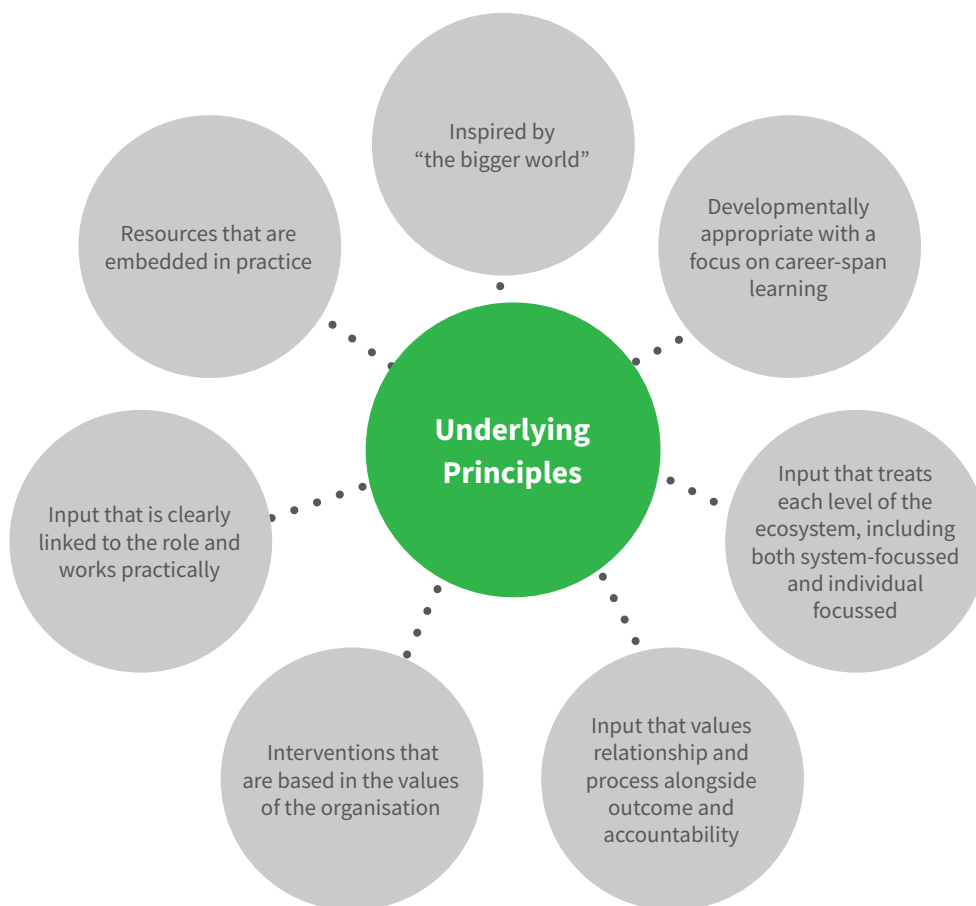 Inspired by
“the bigger world”
Developmentally
appropriate with a
focus on career-span
learning
Input that treats
each level of the
ecosystem, including
both system-focussed
and individual
focussed
Input that values
relationship and
process alongside
outcome and
accountability
Interventions that
are based in the values
of the organisation
Input that is clearly
linked to the role and
works practically
Resources that are
embedded in practice
Underlying
Principles